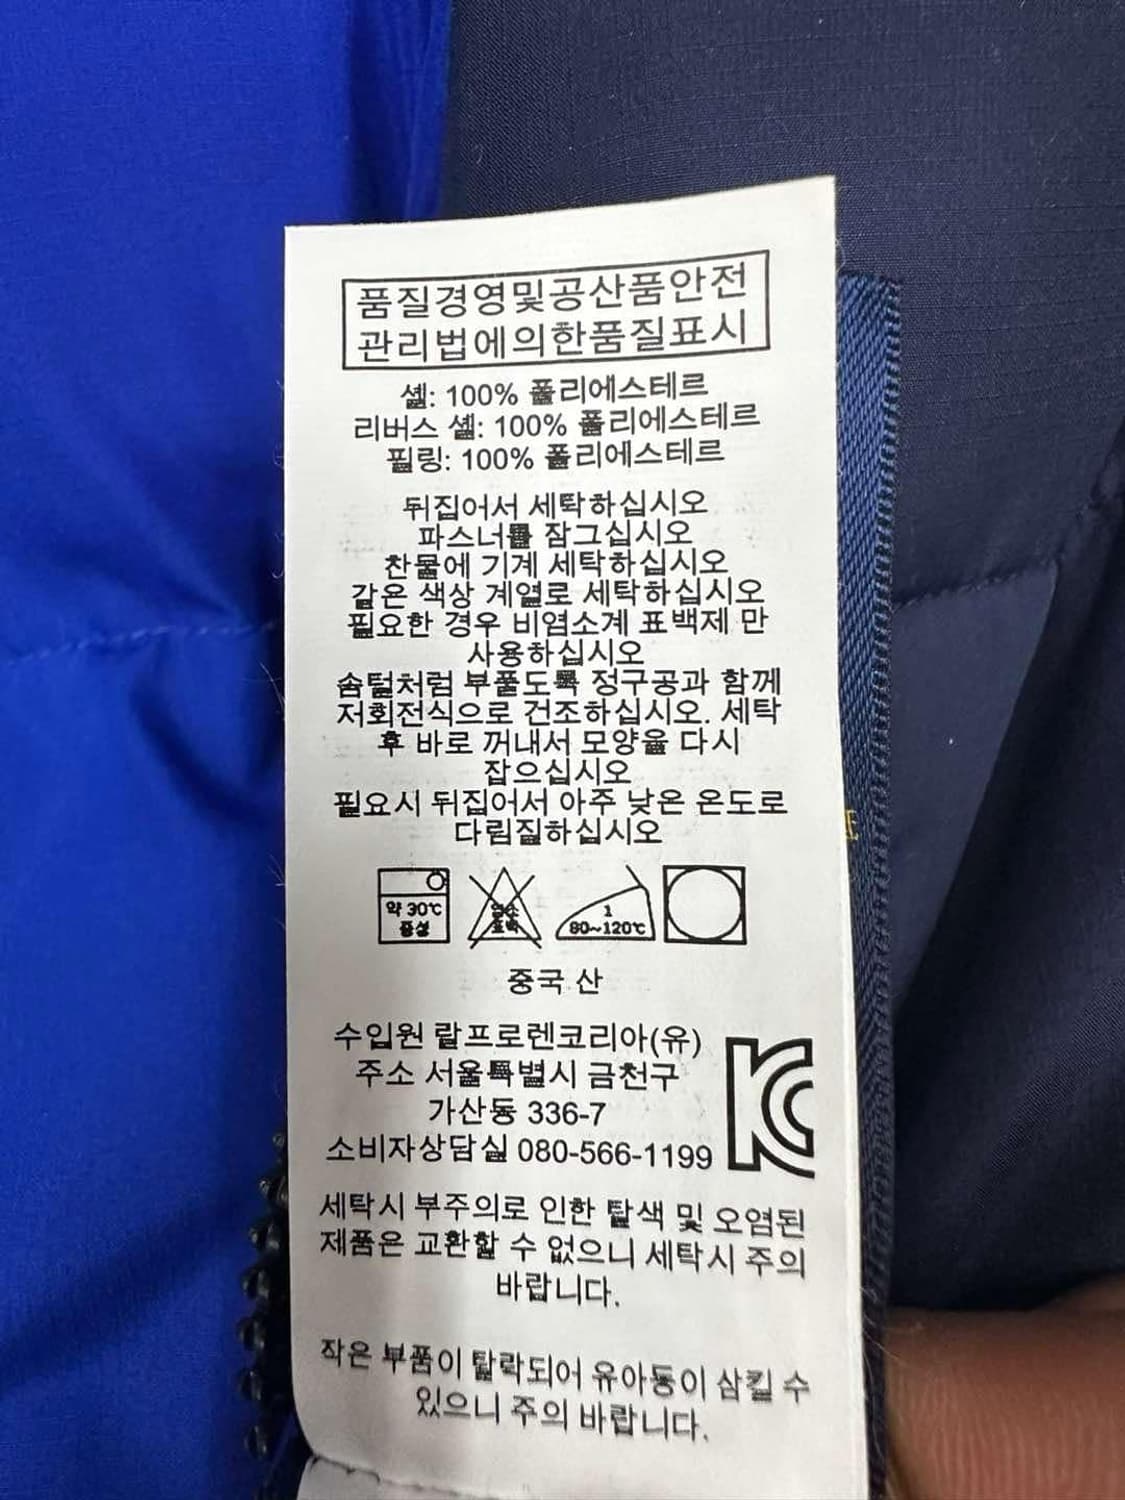 품질경영및공산품안전
관리법에의한품질표시
셸: 100% 폴리에스테르
리버스 셸: 100% 폴리에스테르
필링: 100% 폴리에스테르
뒤집어서 세탁하십시오
파스너를 잠그십시오
찬물에 기계 세탁하십시오
같은 색상 계열로 세탁하십시오
필요한 경우 비염소계 표백제 만
사용하십시오
솜털처럼 부풀도록 정구공과 함께
저회전식으로 건조하십시오. 세탁
후 바로 꺼내서 모양을 다시
잡으십시오
필요시 뒤집어서 아주 낮은 온도로
다림질하십시오
약 30℃
중성
염소
표백
1
80~120℃
중국 산
수입원 랄프로렌코리아(유)
주소 서울특별시 금천구
가산동 336-7
소비자상담실 080-566-1199
세탁시 부주의로 인한 탈색 및 오염된
제품은 교환할 수 없으니 세탁시 주의
바랍니다.
작은 부품이 탈락되어 유아동이 삼킬 수
있으니 주의 바랍니다.